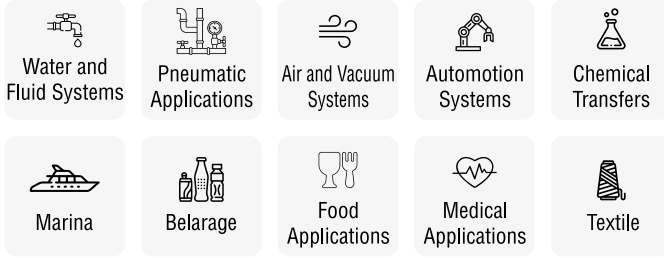 Water and
Fluid Systems
Pneumatic
Applications
Air and Vacuum
Systems
Automotion
Systems
Chemical
Transfers
Marina
Belarage
Food
Applications
Medical
Applications
Textile